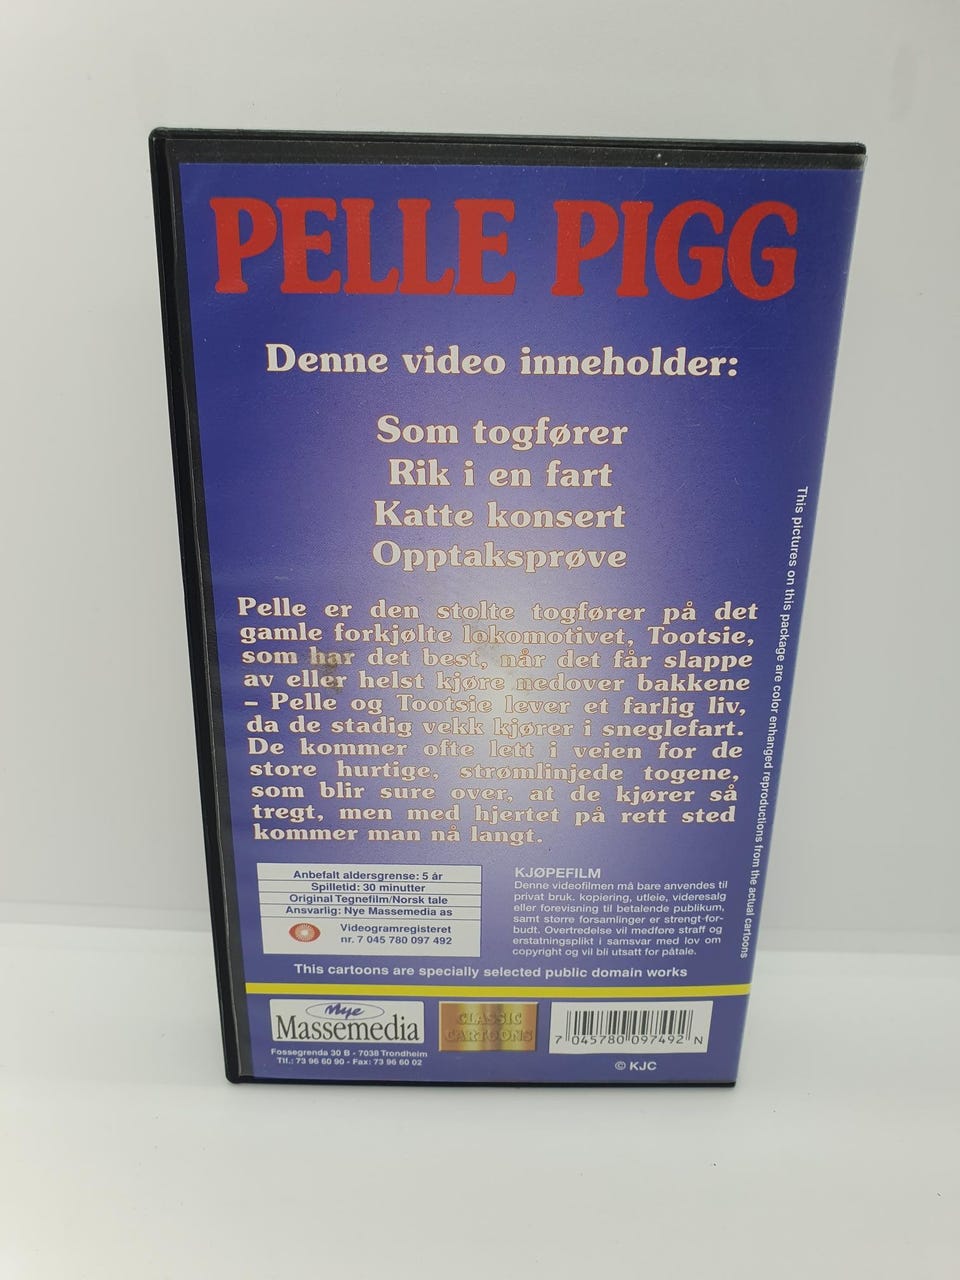 PELLE PIGG
Denne video inneholder:
Som togfører
Rik i en fart
Katte konsert
Opptaksprøve
Pelle er den stolte togfører på det
gamle forkjølte lokomotivet, Tootsie,
som har det best, når det får slappe
av eller helst kjøre nedover bakkene
– Pelle og Tootsie lever et farlig liv,
da de stadig vekk kjører i sneglefart.
De kommer ofte lett i veien for de
store hurtige, strømlinjede togene,
som blir sure over, at de kjører så
tregt, men med hjertet på rett sted
kommer man nå langt.
This pictures on this package are color enhanced reproductions from the actual cartoons
Anbefalt aldersgrense: 5 år
Spilletid: 30 minutter
Original Tegnefilm/Norsk tale
Ansvarlig: Nye Massemedia as
Videogramregisteret
nr. 7 045 780 097 492
KJØPEFILM
Denne videofilmen må bare anvendes til
privat bruk. kopiering, utleie, videresalg
eller forevisning til betalende publikum,
samt større forsamlinger er strengt for-
budt. Overtredelse vil medføre straff og
erstatningsplikt i samsvar med lov om
copyright og vil bli utsatt for påtale.
This cartoons are specially selected public domain works
Nye
Massemedia
Fossegrenda 30 B - 7038 Trondheim
Tlf.: 73 96 60 90 - Fax: 73 96 60 02
CLASSIC
CARTOONS
7 045780 097492 N
© KJC